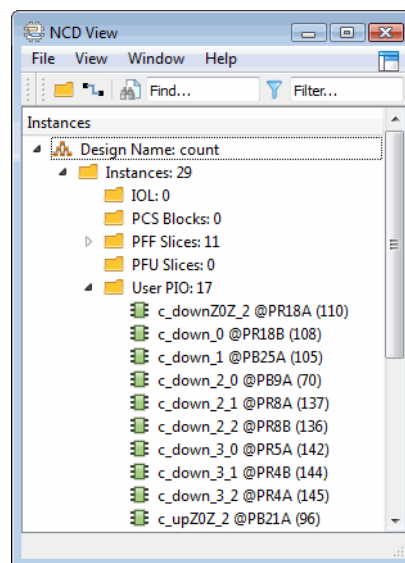 NCD View
File View Window Help
Find... Filter...
Instances
Design Name: count
Instances: 29
IOL: 0
PCS Blocks: 0
PFF Slices: 11
PFU Slices: 0
User PIO: 17
c_downZ0Z_2 @PR18A (110)
c_down_0 @PR18B (108)
c_down_1 @PB25A (105)
c_down_2_0 @PB9A (70)
c_down_2_1 @PR8A (137)
c_down_2_2 @PR8B (136)
c_down_3_0 @PR5A (142)
c_down_3_1 @PR4B (144)
c_down_3_2 @PR4A (145)
c_upZ0Z_2 @PB21A (96)